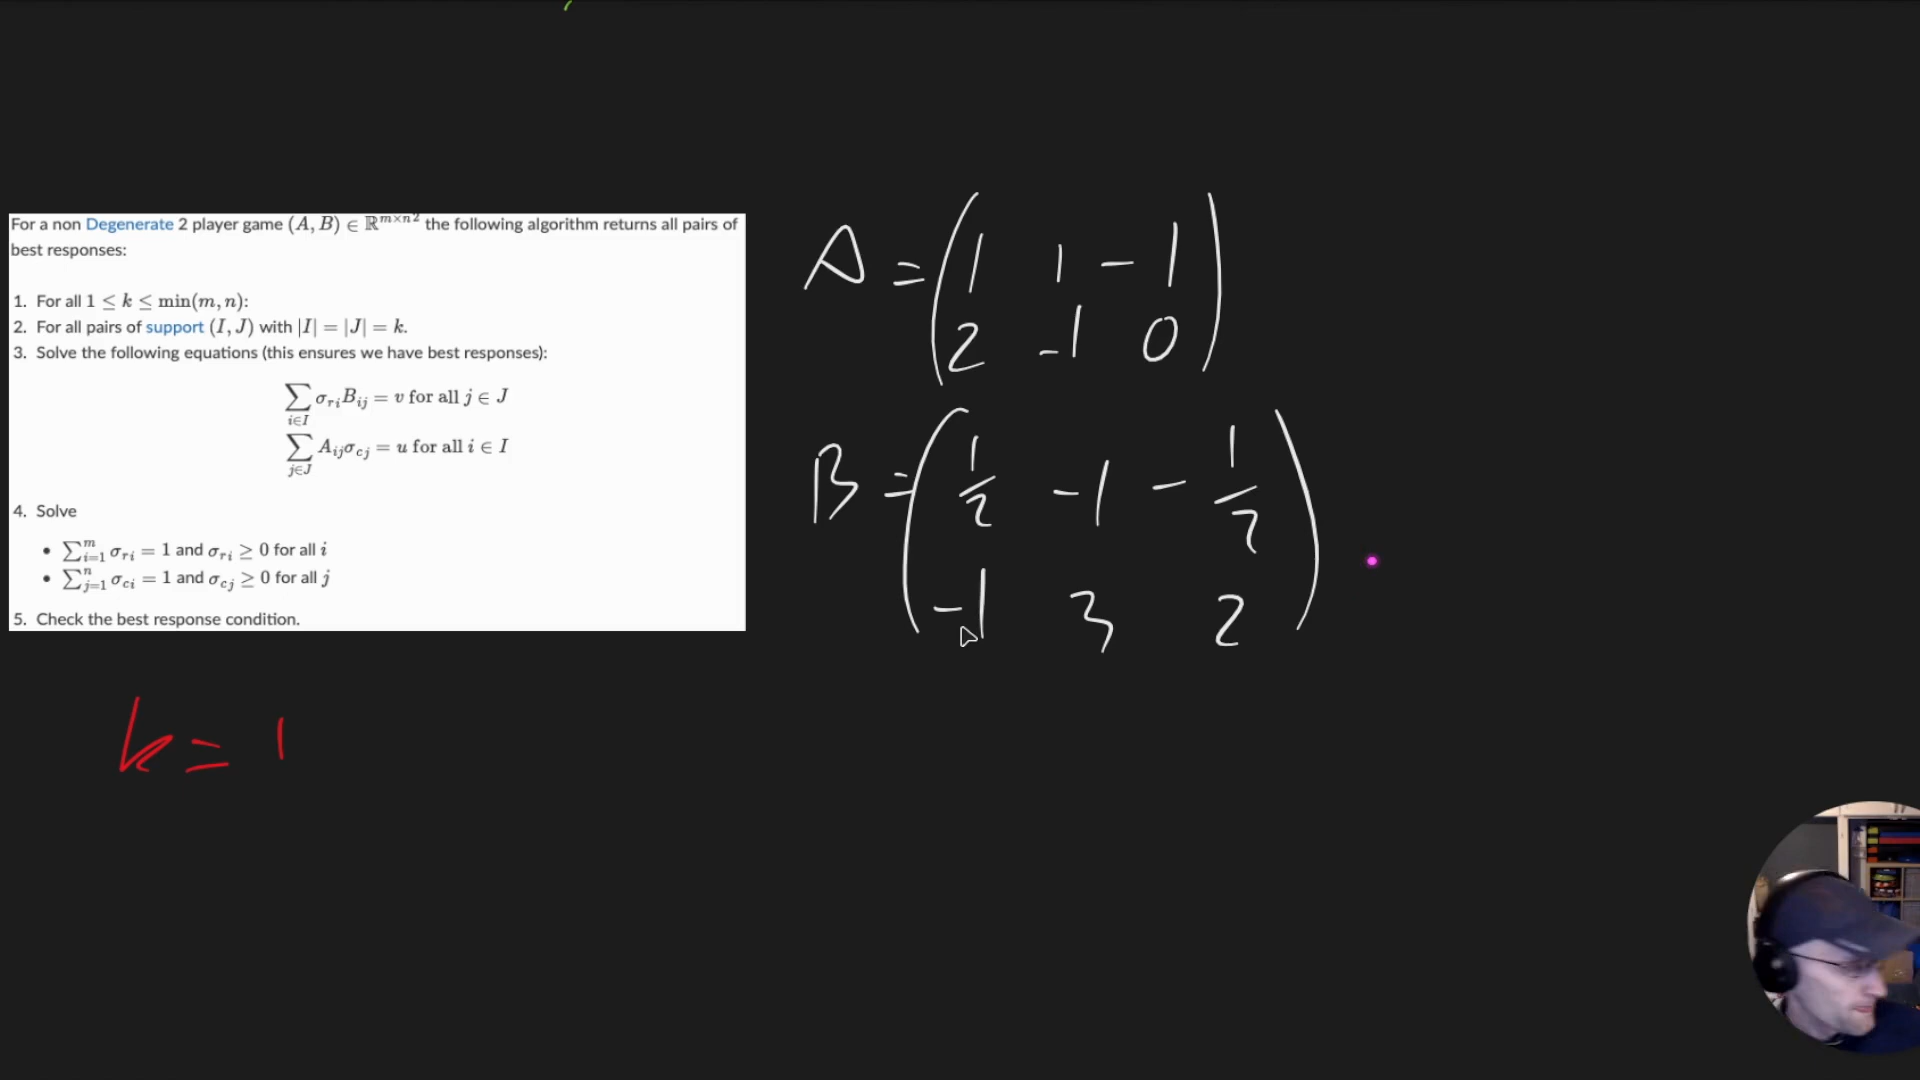 For a non Degenerate 2 player game (A, B) ∈ ℝ^{m×n^2} the following algorithm returns all pairs of
best responses:
1. For all 1 ≤ k ≤ min(m, n):
2. For all pairs of support (I, J) with |I| = |J| = k.
3. Solve the following equations (this ensures we have best responses):
∑_{i∈I} σ_{ri}B_{ij} = v for all j ∈ J
∑_{j∈J} A_{ij}σ_{cj} = u for all i ∈ I
4. Solve
• ∑_{i=1}^{m} σ_{ri} = 1 and σ_{ri} ≥ 0 for all i
• ∑_{j=1}^{n} σ_{ci} = 1 and σ_{cj} ≥ 0 for all j
5. Check the best response condition.
A = ( 1 1 -1
2 -1 0 )
B = ( 1/2 -1 -1/2
-1 3 2 )
k = 1